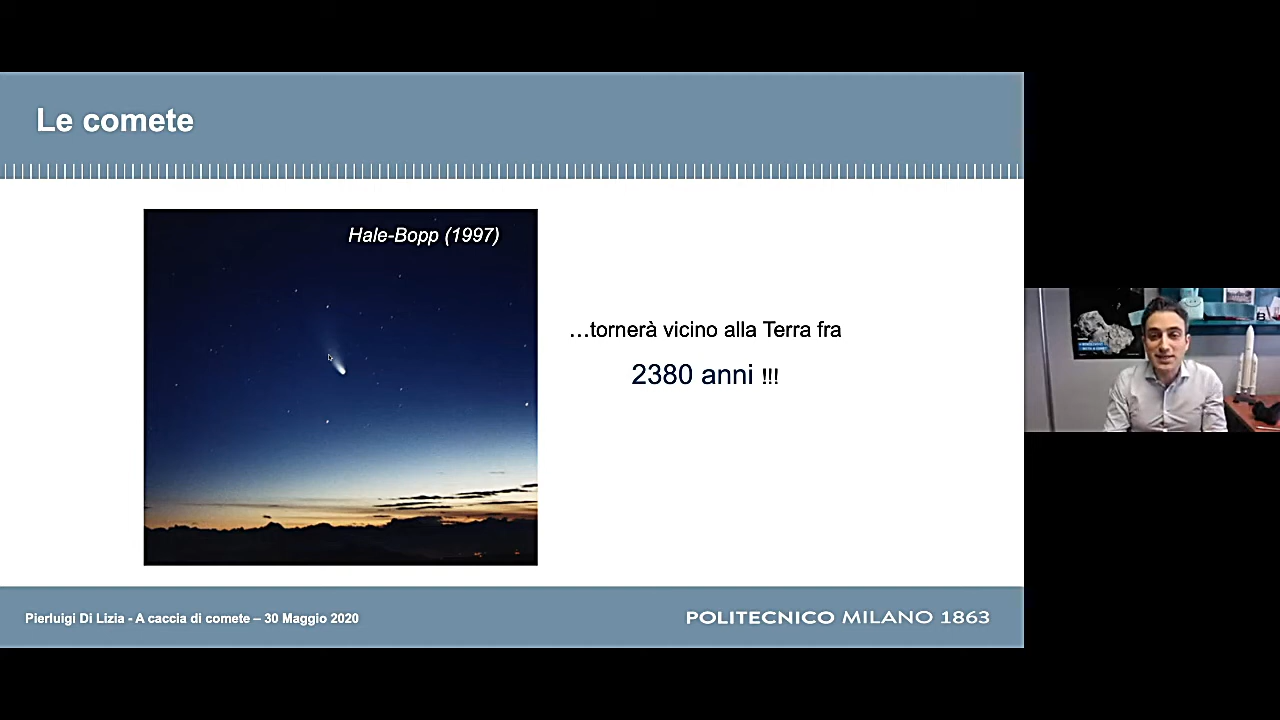 Le comete
Hale-Bopp (1997)
…tornerà vicino alla Terra fra
2380 anni !!!
Pierluigi Di Lizia - A caccia di comete – 30 Maggio 2020
POLITECNICO MILANO 1863